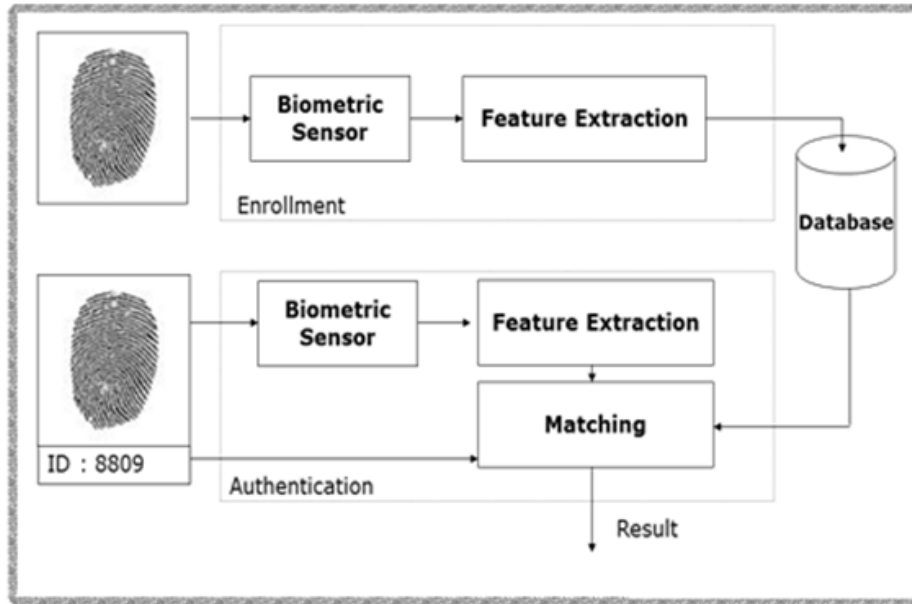 Biometric
Sensor
Feature Extraction
Enrollment
Database
Biometric
Sensor
Feature Extraction
Matching
ID : 8809
Authentication
Result